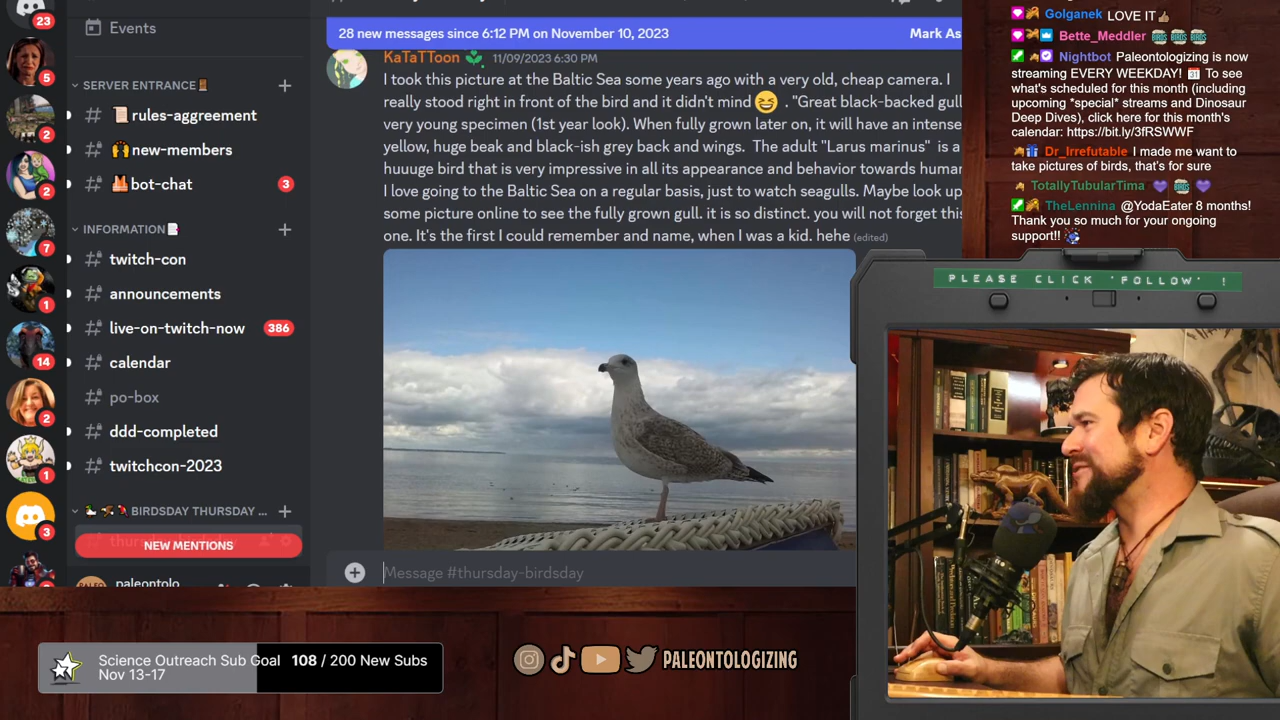 23
Events
28 new messages since 6:12 PM on November 10, 2023
Mark As
5
SERVER ENTRANCE
rules-aggreement
2
new-members
2
bot-chat
3
INFORMATION
7
twitch-con
1
announcements
live-on-twitch-now
386
14
calendar
2
po-box
ddd-completed
1
twitchcon-2023
3
BIRDSDAY THURSDAY ...
NEW MENTIONS
paleontolo
KaTaTToon 11/09/2023 6:30 PM
I took this picture at the Baltic Sea some years ago with a very old, cheap camera. I
really stood right in front of the bird and it didn't mind . "Great black-backed gull
very young specimen (1st year look). When fully grown later on, it will have an intense
yellow, huge beak and black-ish grey back and wings. The adult "Larus marinus" is a
huuuge bird that is very impressive in all its appearance and behavior towards human
I love going to the Baltic Sea on a regular basis, just to watch seagulls. Maybe look up
some picture online to see the fully grown gull. it is so distinct. you will not forget this
one. It's the first I could remember and name, when I was a kid. hehe (edited)
Message #thursday-birdsday
Golganek LOVE IT
Bette_Meddler BIRDS BIRDS BIRDS
Nightbot Paleontologizing is now
streaming EVERY WEEKDAY! To see
what's scheduled for this month (including
upcoming *special* streams and Dinosaur
Deep Dives), click here for this month's
calendar: https://bit.ly/3fRSWWF
Dr_Irrefutable I made me want to
take pictures of birds, that's for sure
TotallyTubularTima BIRDS
TheLennina @YodaEater 8 months!
Thank you so much for your ongoing
support!!
PLEASE CLICK 'FOLLOW' !
Science Outreach Sub Goal 108 / 200 New Subs
Nov 13-17
PALEONTOLOGIZING